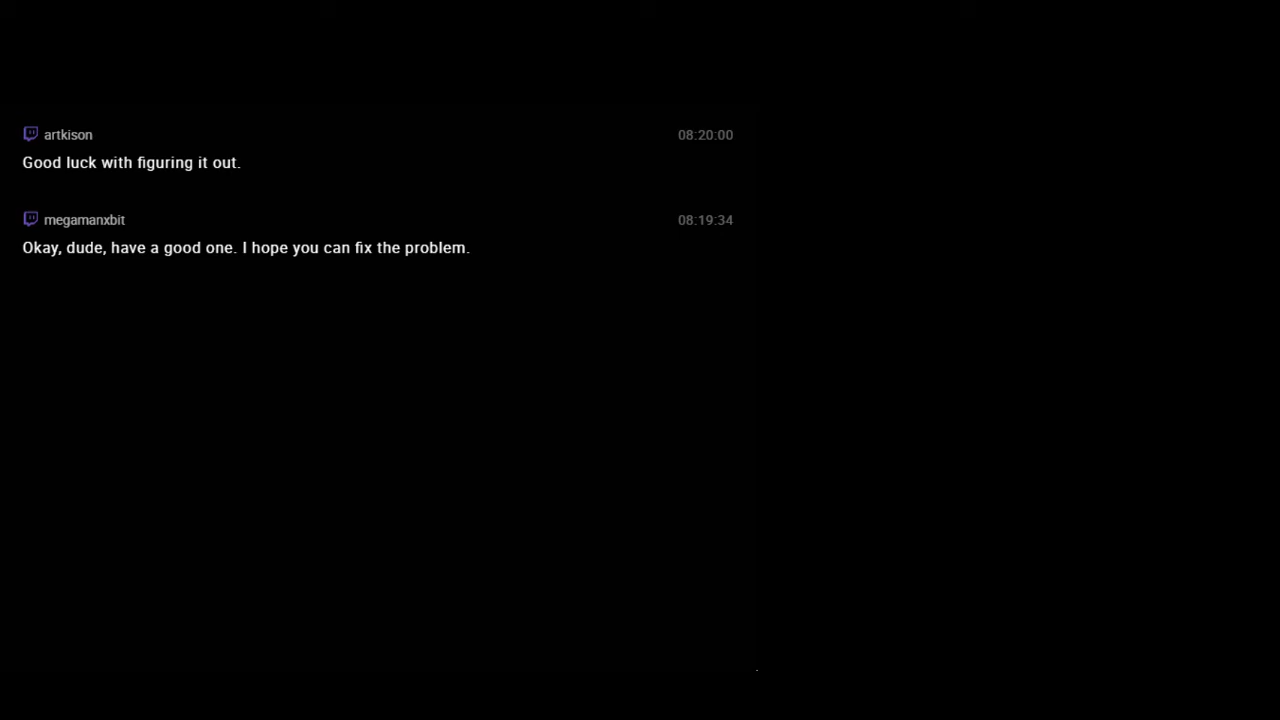 artkison 08:20:00
Good luck with figuring it out.
megamanxbit 08:19:34
Okay, dude, have a good one. I hope you can fix the problem.